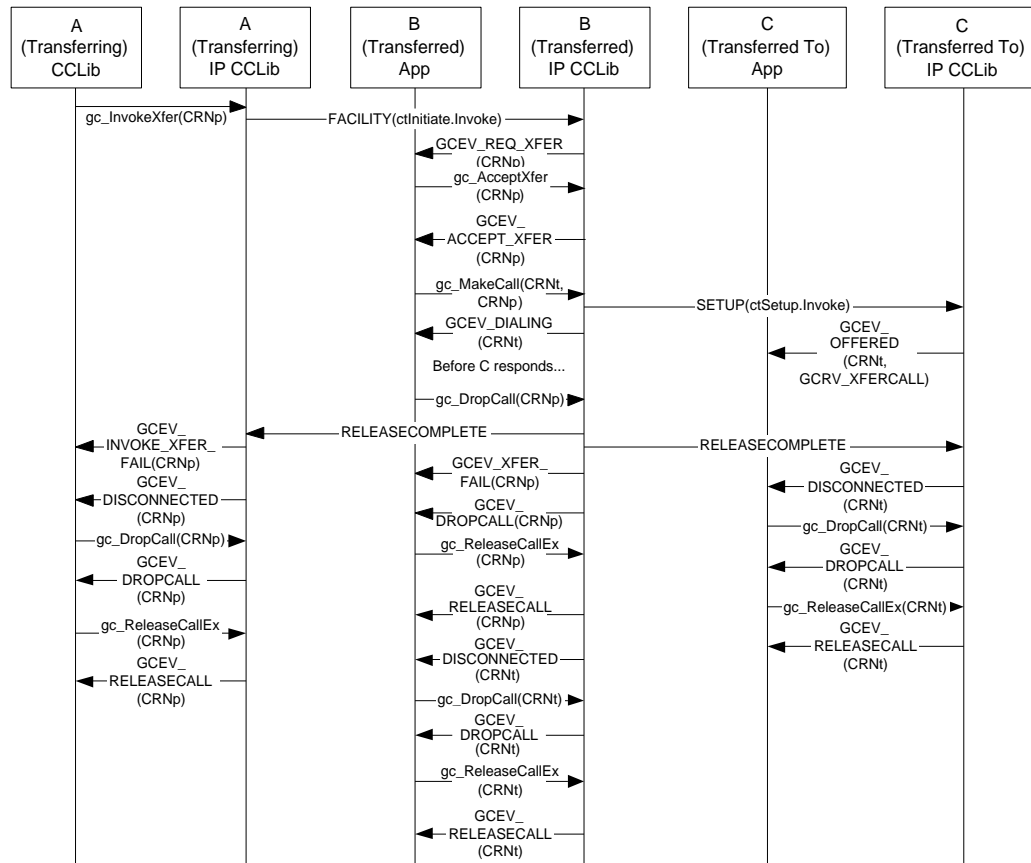 A
(Transferring)
CCLib
A
(Transferring)
IP CCLib
B
(Transferred)
App
B
(Transferred)
IP CCLib
C
(Transferred To)
App
C
(Transferred To)
IP CCLib
gc_InvokeXfer(CRNp)
FACILITY(ctInitiate.Invoke)
GCEV_REQ_XFER
(CRNp)
gc_AcceptXfer
(CRNp)
GCEV_
ACCEPT_XFER
(CRNp)
gc_MakeCall(CRNt,
CRNp)
SETUP(ctSetup.Invoke)
GCEV_DIALING
(CRNt)
GCEV_
OFFERED
(CRNt,
GCRV_XFERCALL)
Before C responds...
gc_DropCall(CRNp)
RELEASECOMPLETE
GCEV_
INVOKE_XFER_
FAIL(CRNp)
RELEASECOMPLETE
GCEV_XFER_
FAIL(CRNp)
GCEV_
DISCONNECTED
(CRNp)
GCEV_
DISCONNECTED
(CRNt)
GCEV_
DROPCALL(CRNp)
gc_DropCall(CRNt)
gc_DropCall(CRNp)
gc_ReleaseCallEx
(CRNp)
GCEV_
DROPCALL
(CRNp)
GCEV_
DROPCALL
(CRNt)
GCEV_
RELEASECALL
(CRNp)
gc_ReleaseCallEx(CRNt)
gc_ReleaseCallEx
(CRNp)
GCEV_
RELEASECALL
(CRNt)
GCEV_
DISCONNECTED
(CRNt)
GCEV_
RELEASECALL
(CRNp)
gc_DropCall(CRNt)
GCEV_
DROPCALL
(CRNt)
gc_ReleaseCallEx
(CRNt)
GCEV_
RELEASECALL
(CRNt)